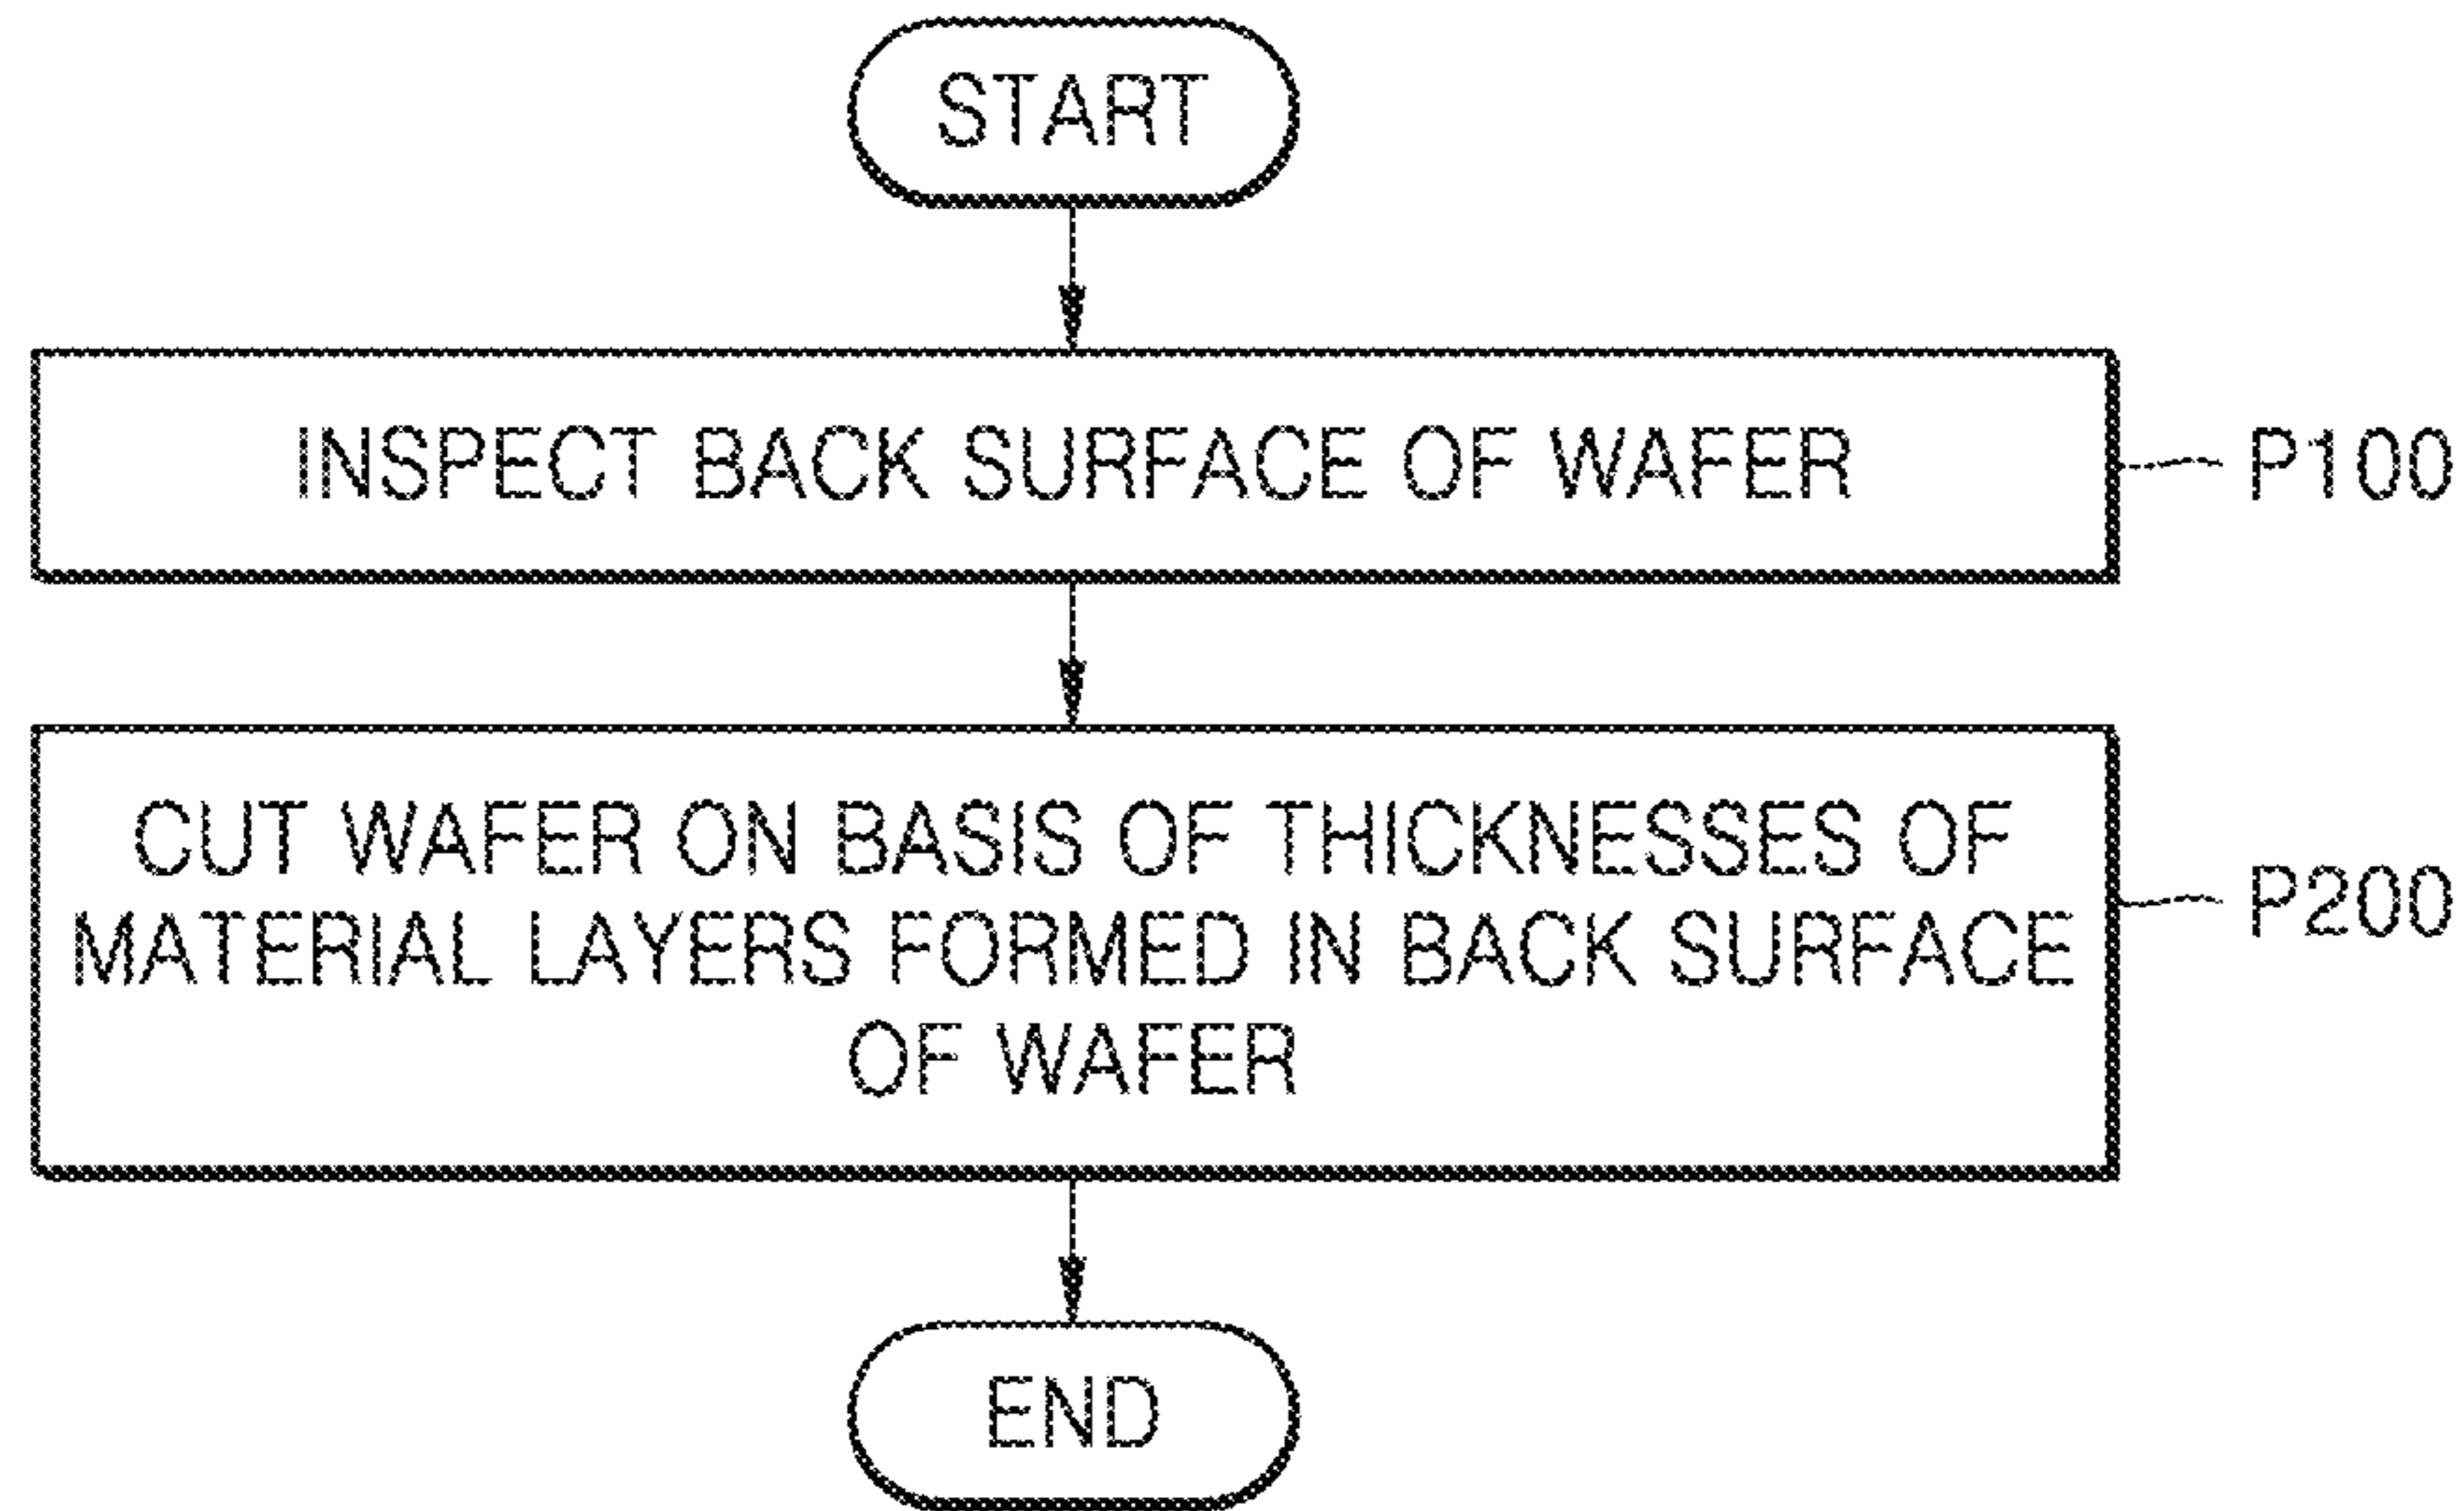 START
INSPECT BACK SURFACE OF WAFER
P100
CUT WAFER ON BASIS OF THICKNESSES OF
MATERIAL LAYERS FORMED IN BACK SURFACE
OF WAFER
P200
END